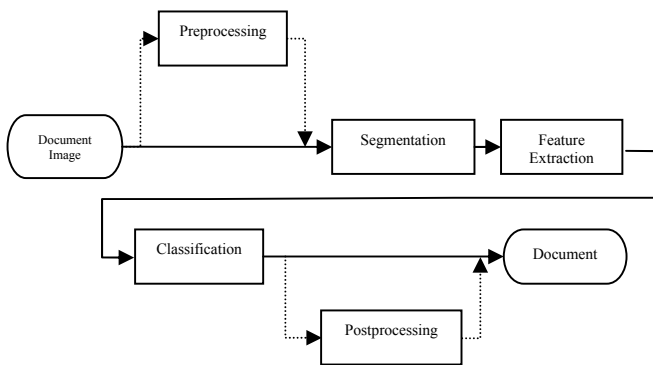 Preprocessing
Document
Image
Segmentation
Feature
Extraction
Classification
Document
Postprocessing